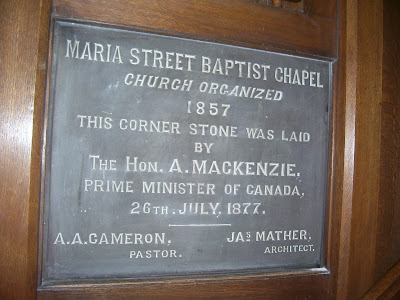 MARIA STREET BAPTIST CHAPEL
CHURCH ORGANIZED
1857
THIS CORNER STONE WAS LAID
BY
THE HON. A. MACKENZIE.
PRIME MINISTER OF CANADA,
26TH. JULY, 1877.
A.A. CAMERON, JAS MATHER.
PASTOR. ARCHITECT.